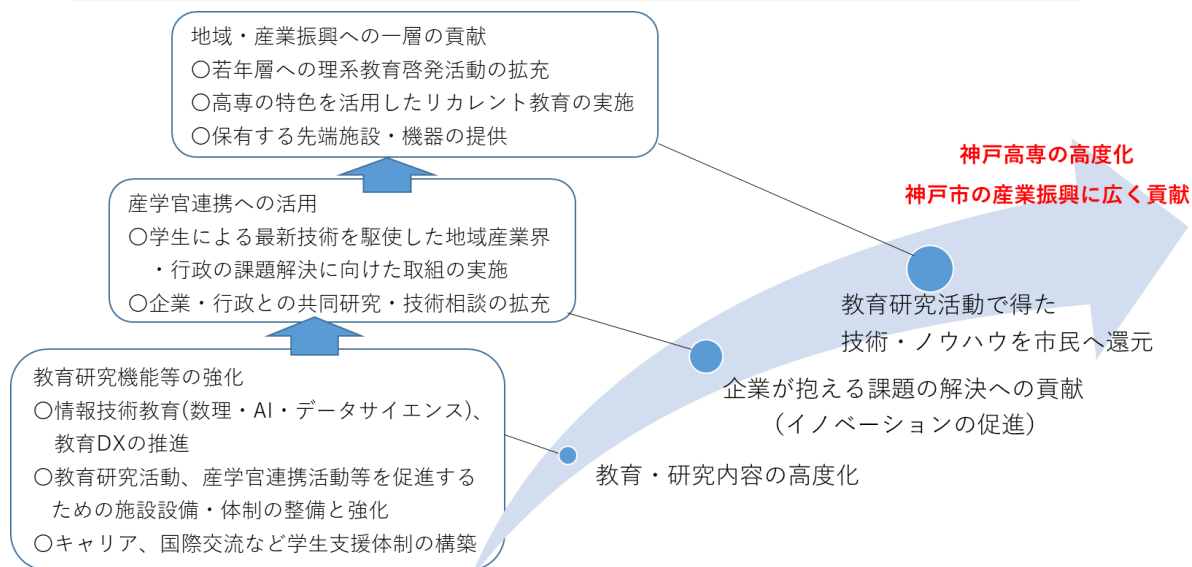 地域・産業振興への一層の貢献
〇若年層への理系教育啓発活動の拡充
〇高専の特色を活用したリカレント教育の実施
〇保有する先端施設・機器の提供
産学官連携への活用
〇学生による最新技術を駆使した地域産業界
・行政の課題解決に向けた取組の実施
〇企業・行政との共同研究・技術相談の拡充
教育研究機能等の強化
〇情報技術教育(数理・AI・データサイエンス)、
教育DXの推進
〇教育研究活動、産学官連携活動等を促進する
ための施設設備・体制の整備と強化
〇キャリア、国際交流など学生支援体制の構築
神戸高専の高度化
神戸市の産業振興に広く貢献
教育研究活動で得た
技術・ノウハウを市民へ還元
企業が抱える課題の解決への貢献
（イノベーションの促進）
教育・研究内容の高度化